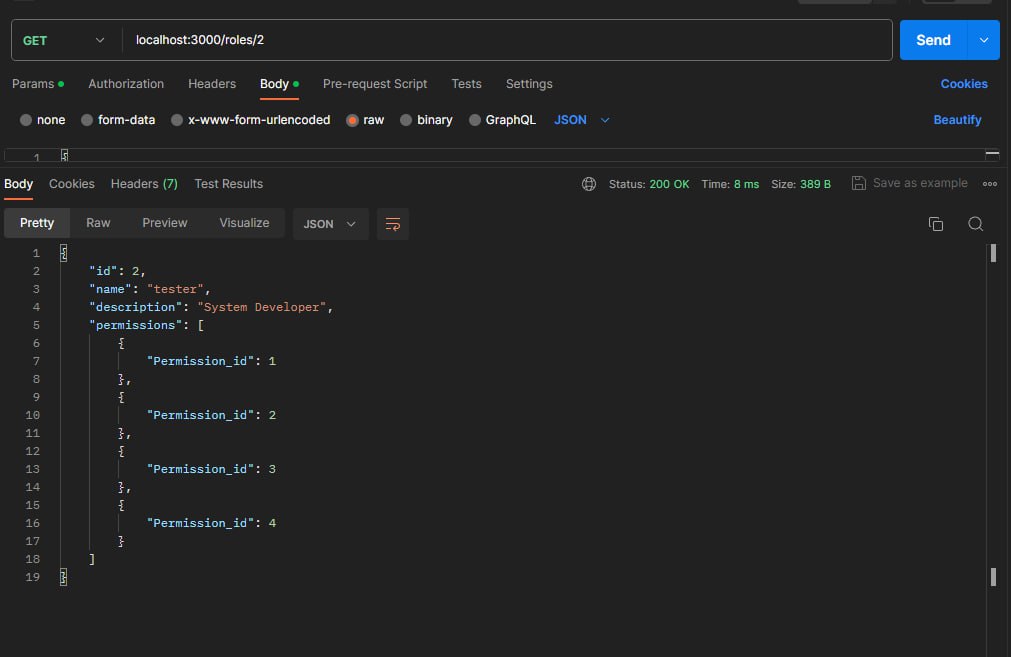 GET localhost:3000/roles/2 Send
Params Authorization Headers Body Pre-request Script Tests Settings Cookies
none form-data x-www-form-urlencoded raw binary GraphQL JSON Beautify
1 {
Body Cookies Headers (7) Test Results Status: 200 OK Time: 8 ms Size: 389 B Save as example
Pretty Raw Preview Visualize JSON
1 {
2 "id": 2,
3 "name": "tester",
4 "description": "System Developer",
5 "permissions": [
6 {
7 "Permission_id": 1
8 },
9 {
10 "Permission_id": 2
11 },
12 {
13 "Permission_id": 3
14 },
15 {
16 "Permission_id": 4
17 }
18 ]
19 }